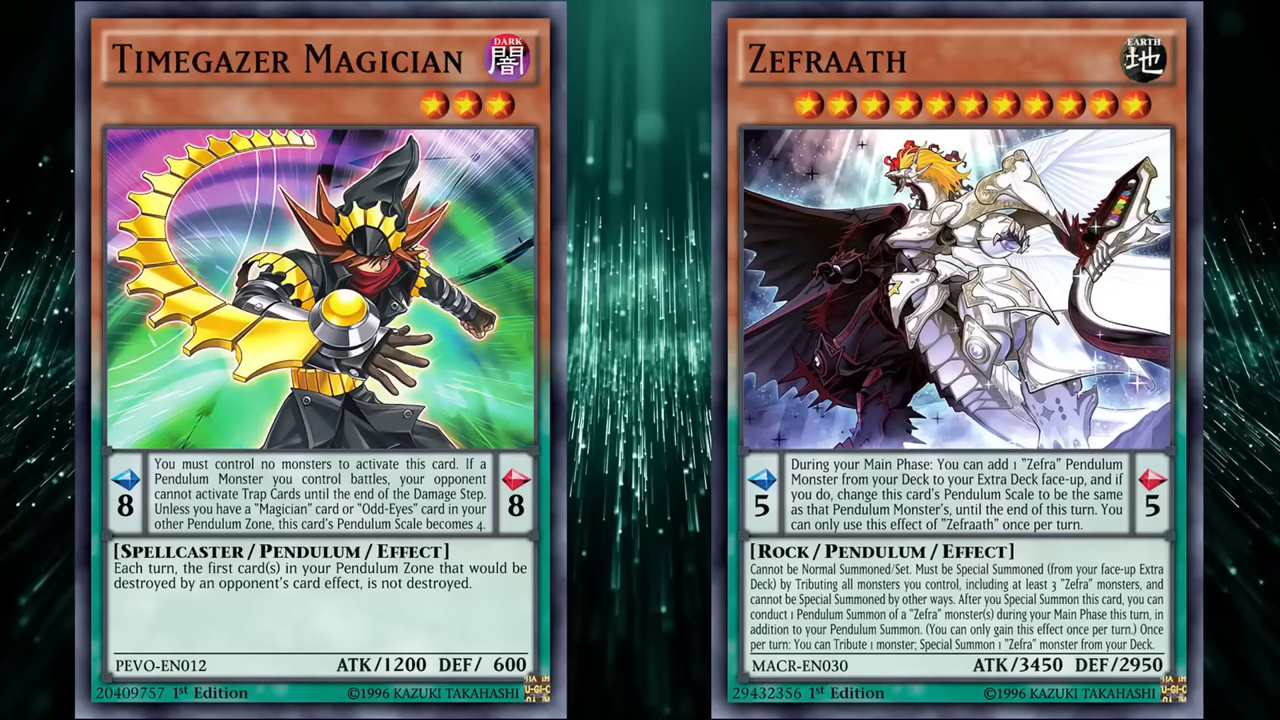 TIMEGAZER MAGICIAN
DARK
闇
8
You must control no monsters to activate this card. If a
Pendulum Monster you control battles, your opponent
cannot activate Trap Cards until the end of the Damage Step.
Unless you have a "Magician" card or "Odd-Eyes" card in your
other Pendulum Zone, this card's Pendulum Scale becomes 4.
8
[SPELLCASTER / PENDULUM / EFFECT]
Each turn, the first card(s) in your Pendulum Zone that would be
destroyed by an opponent's card effect, is not destroyed.
PEVO-EN012 ATK/1200 DEF/ 600
20409757 1st Edition ©1996 KAZUKI TAKAHASHI
ZEFRAATH
EARTH
地
5
During your Main Phase: You can add 1 "Zefra" Pendulum
Monster from your Deck to your Extra Deck face-up, and if
you do, change this card's Pendulum Scale to be the same
as that Pendulum Monster's, until the end of this turn. You
can only use this effect of "Zefraath" once per turn.
5
[ROCK / PENDULUM / EFFECT]
Cannot be Normal Summoned/Set. Must be Special Summoned (from your face-up Extra
Deck) by Tributing all monsters you control, including at least 3 "Zefra" monsters, and
cannot be Special Summoned by other ways. After you Special Summon this card, you can
conduct 1 Pendulum Summon of a "Zefra" monster(s) during your Main Phase this turn, in
addition to your Pendulum Summon. (You can only gain this effect once per turn.) Once
per turn: You can Tribute 1 monster; Special Summon 1 "Zefra" monster from your Deck.
MACR-EN030 ATK/3450 DEF/2950
29432356 1st Edition ©1996 KAZUKI TAKAHASHI